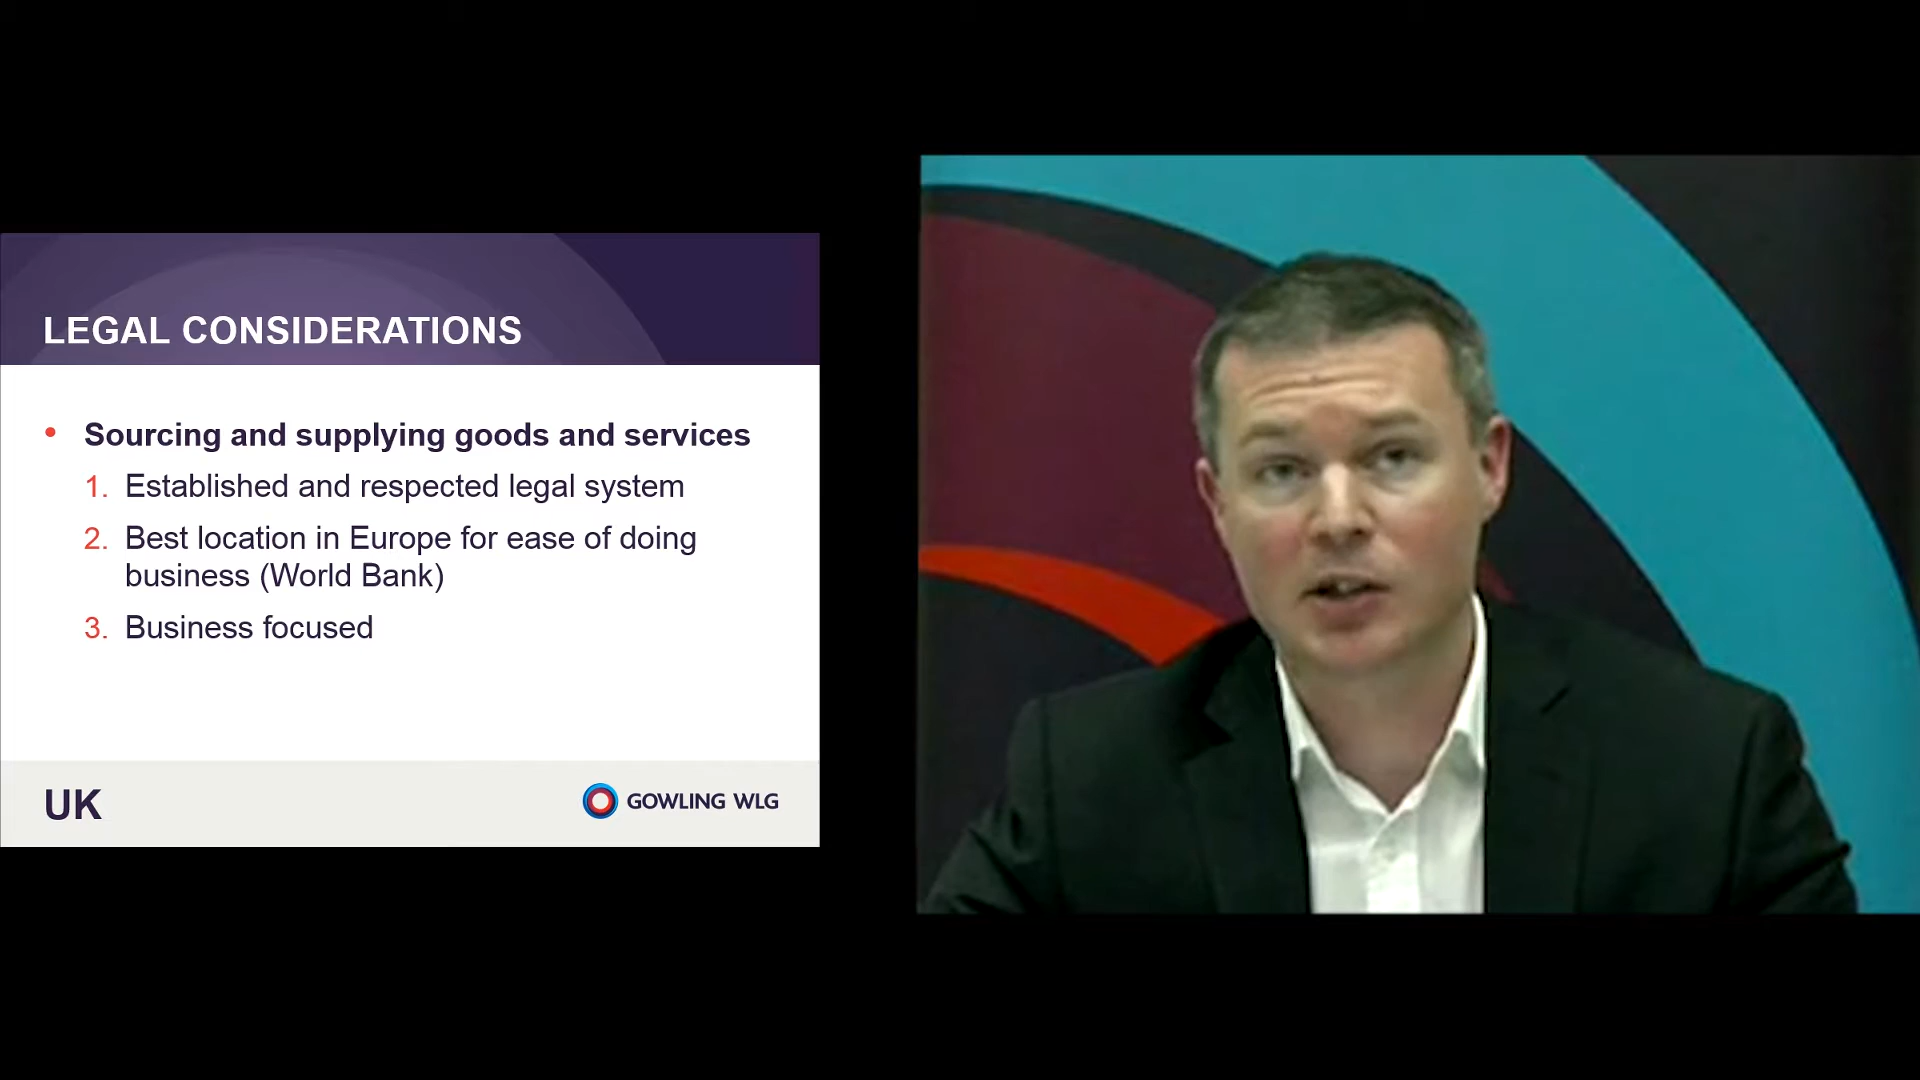 LEGAL CONSIDERATIONS
• Sourcing and supplying goods and services
1. Established and respected legal system
2. Best location in Europe for ease of doing
business (World Bank)
3. Business focused
UK
GOWLING WLG